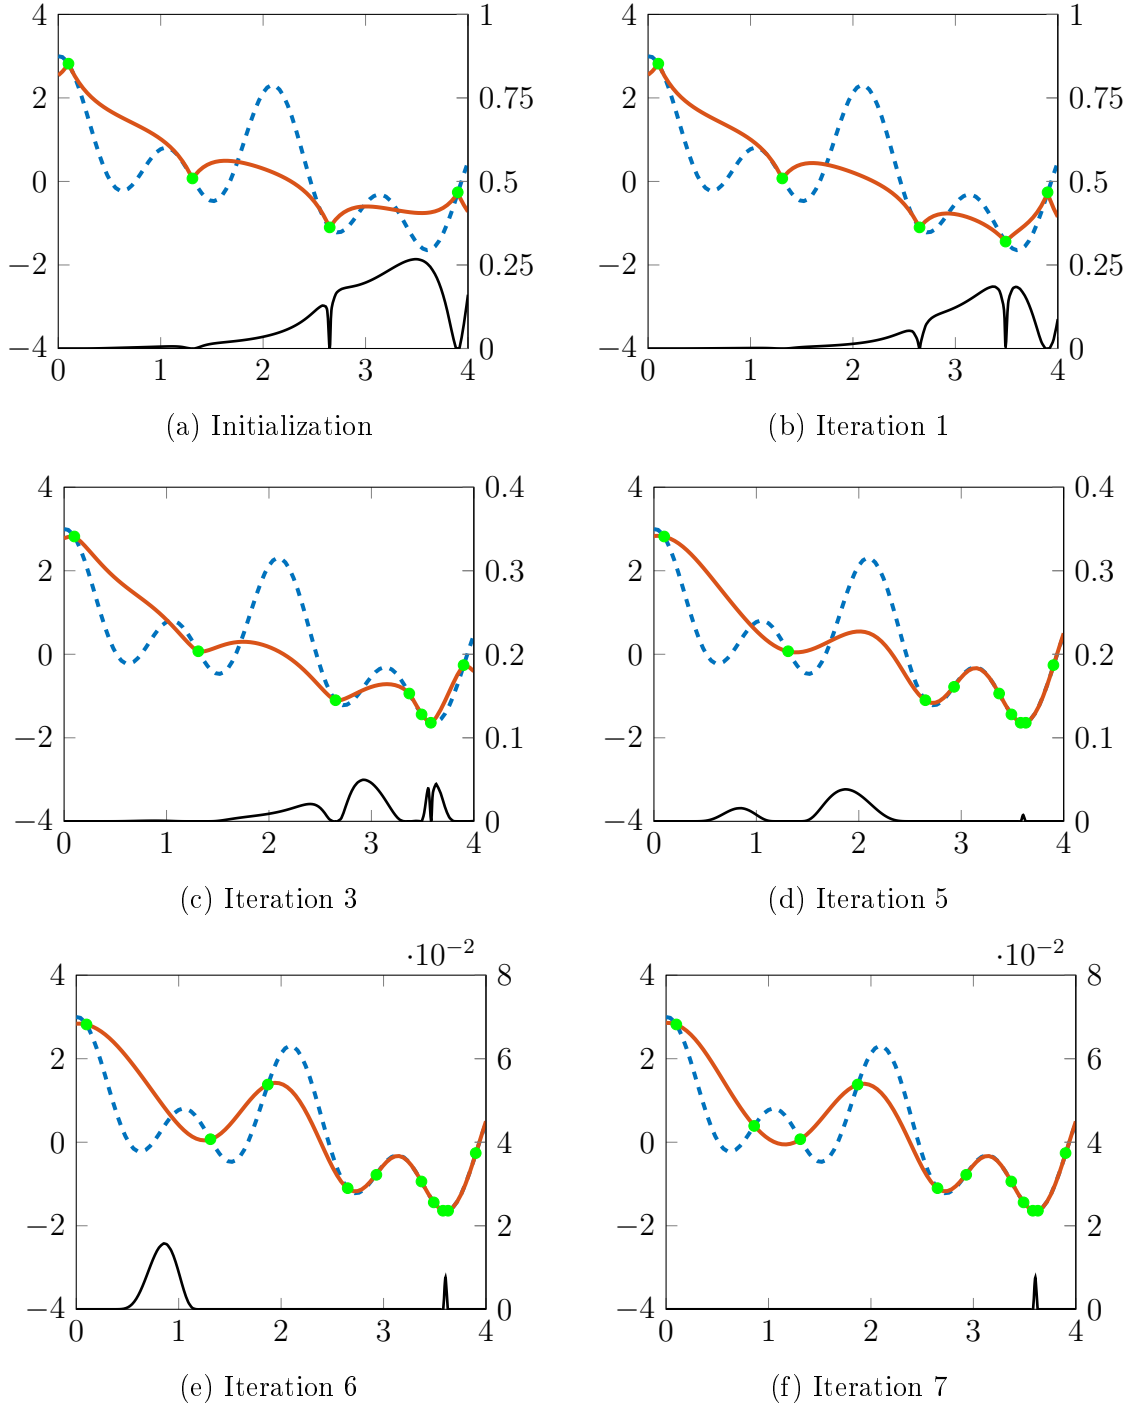 4 1 4 1
2 0.75 2 0.75
0 0.5 0 0.5
−2 0.25 −2 0.25
−4 0 −4 0
0 1 2 3 4 0 1 2 3 4
(a) Initialization (b) Iteration 1
4 0.4 4 0.4
2 0.3 2 0.3
0 0.2 0 0.2
−2 0.1 −2 0.1
−4 0 −4 0
0 1 2 3 4 0 1 2 3 4
(c) Iteration 3 (d) Iteration 5
·10⁻² ·10⁻²
4 8 4 8
2 6 2 6
0 4 0 4
−2 2 −2 2
−4 0 −4 0
0 1 2 3 4 0 1 2 3 4
(e) Iteration 6 (f) Iteration 7